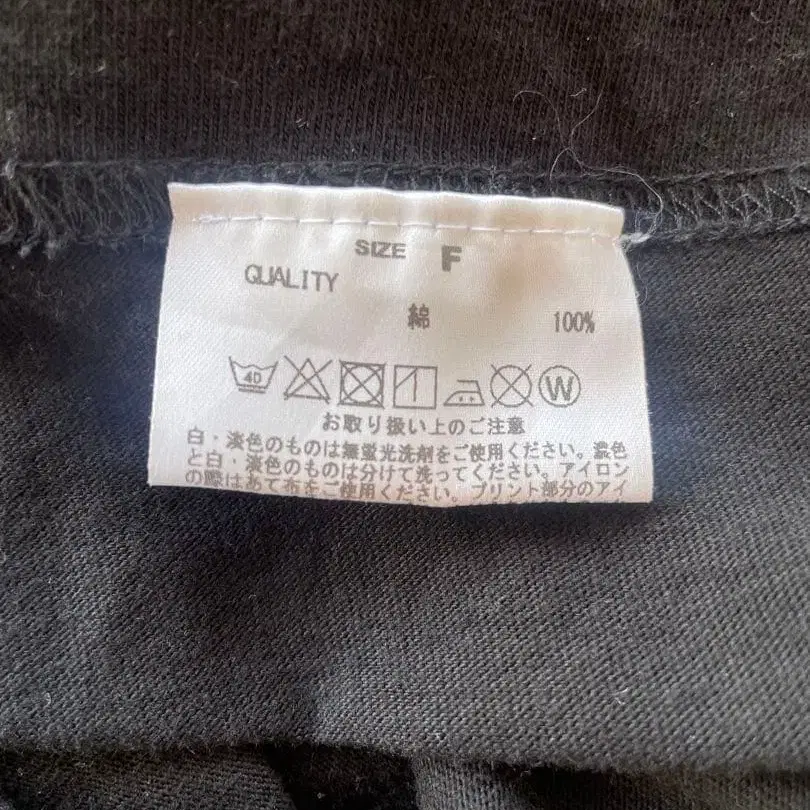 SIZE F
QUALITY
綿 100%
40 W
お取り扱い上のご注意
白・淡色のものは無蛍光洗剤をご使用ください。濃色
と白・淡色のものは分けて洗ってください。アイロン
の際はあて布をご使用ください。プリント部分のアイ